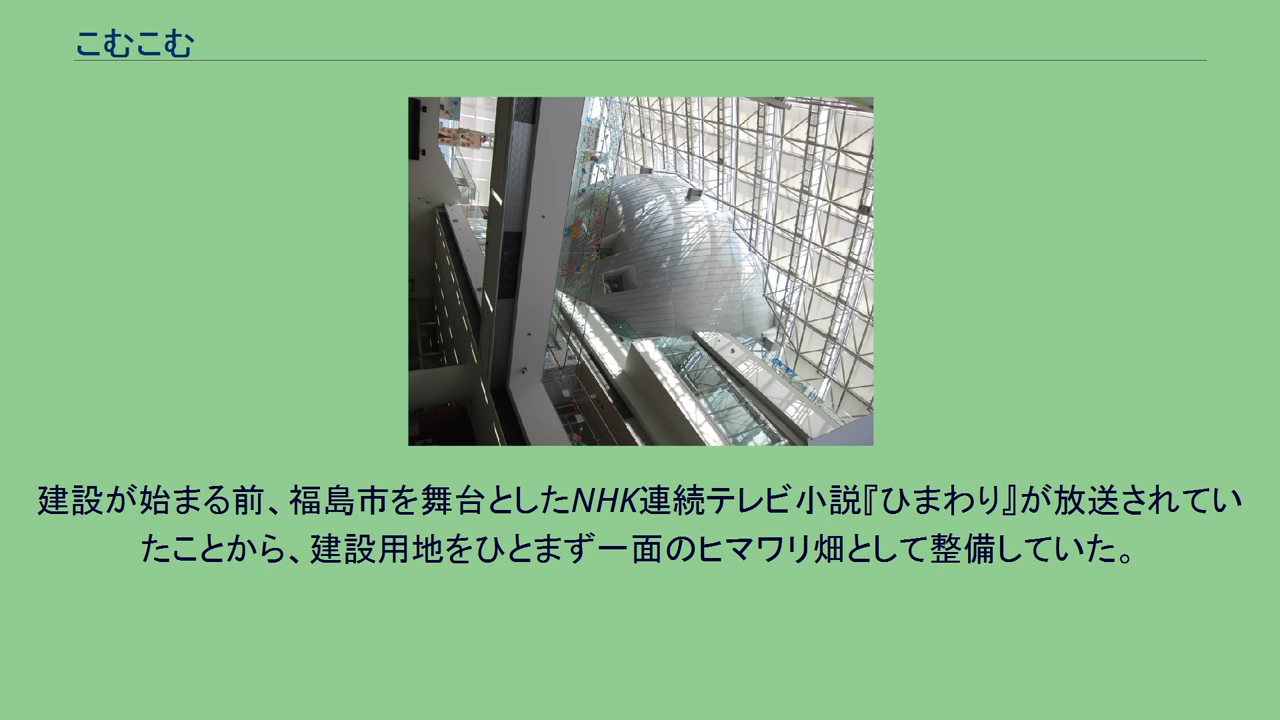 こむこむ
建設が始まる前、福島市を舞台としたNHK連続テレビ小説『ひまわり』が放送されてい
たことから、建設用地をひとまず一面のヒマワリ畑として整備していた。